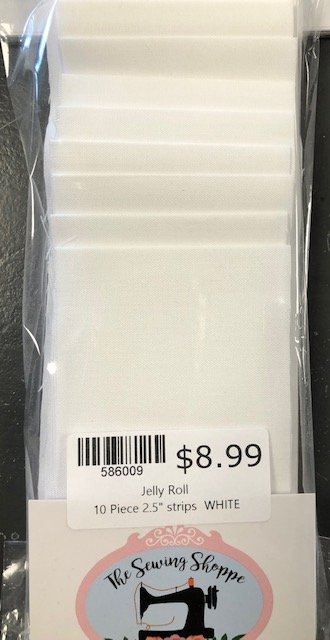 586009
$8.99
Jelly Roll
10 Piece 2.5" strips WHITE
The Sewing Shoppe